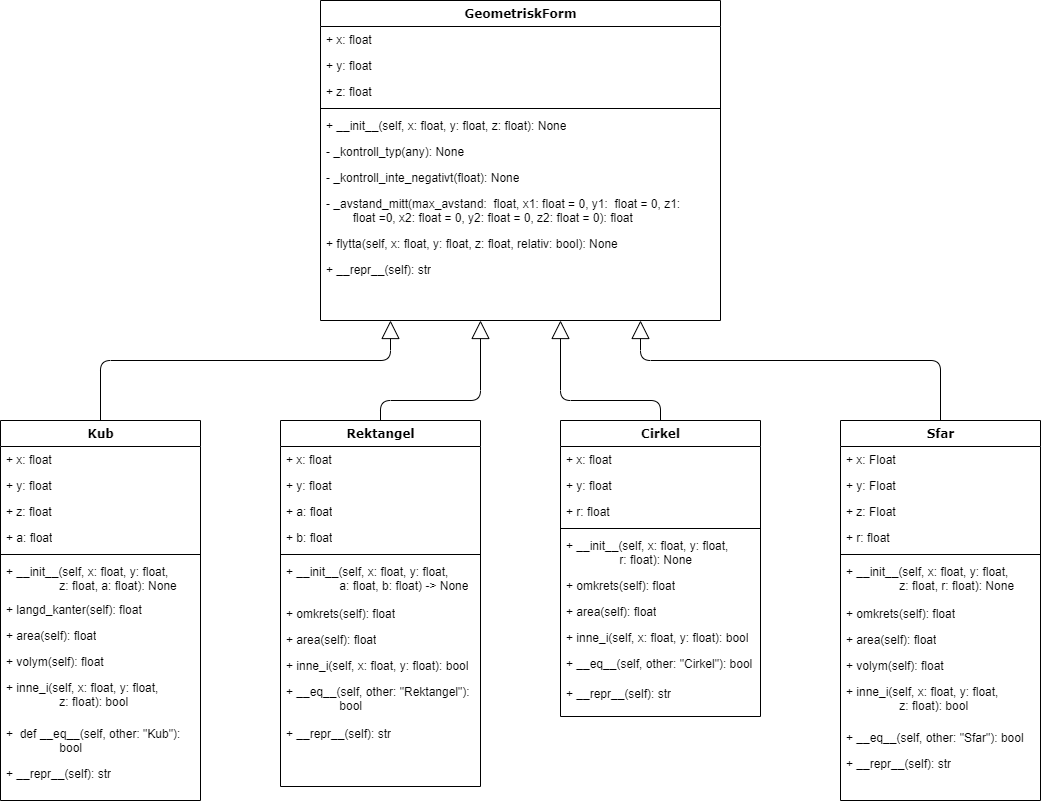 GeometriskForm
+ x: float
+ y: float
+ z: float
+ __init__(self, x: float, y: float, z: float): None
- _kontroll_typ(any): None
- _kontroll_inte_negativt(float): None
- _avstand_mitt(max_avstand:  float, x1: float = 0, y1:  float = 0, z1:
float =0, x2: float = 0, y2: float = 0, z2: float = 0): float
+ flytta(self, x: float, y: float, z: float, relativ: bool): None
+ __repr__(self): str
Kub
+ x: float
+ y: float
+ z: float
+ a: float
+ __init__(self, x: float, y: float,
z: float, a: float): None
+ langd_kanter(self): float
+ area(self): float
+ volym(self): float
+ inne_i(self, x: float, y: float,
z: float): bool
+  def __eq__(self, other: "Kub"):
bool
+ __repr__(self): str
Rektangel
+ x: float
+ y: float
+ a: float
+ b: float
+ __init__(self, x: float, y: float,
a: float, b: float) -> None
+ omkrets(self): float
+ area(self): float
+ inne_i(self, x: float, y: float): bool
+ __eq__(self, other: "Rektangel"):
bool
+ __repr__(self): str
Cirkel
+ x: float
+ y: float
+ r: float
+ __init__(self, x: float, y: float,
r: float): None
+ omkrets(self): float
+ area(self): float
+ inne_i(self, x: float, y: float): bool
+ __eq__(self, other: "Cirkel"): bool
+ __repr__(self): str
Sfar
+ x: Float
+ y: Float
+ z: Float
+ r: float
+ __init__(self, x: float, y: float,
z: float, r: float): None
+ omkrets(self): float
+ area(self): float
+ volym(self): float
+ inne_i(self, x: float, y: float,
z: float): bool
+ __eq__(self, other: "Sfar"): bool
+ __repr__(self): str